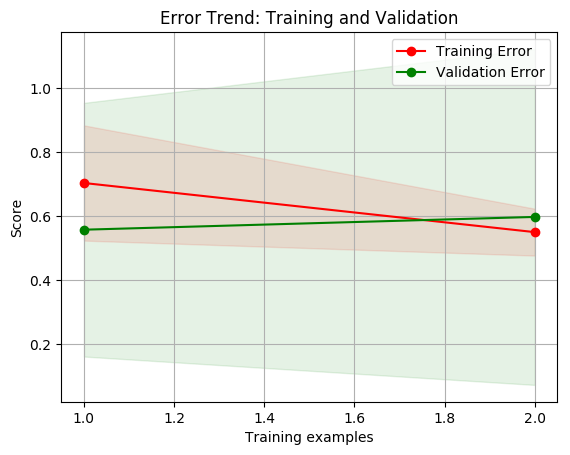 Error Trend: Training and Validation
Training Error
Validation Error
Score
1.0
0.8
0.6
0.4
0.2
1.0 1.2 1.4 1.6 1.8 2.0
Training examples